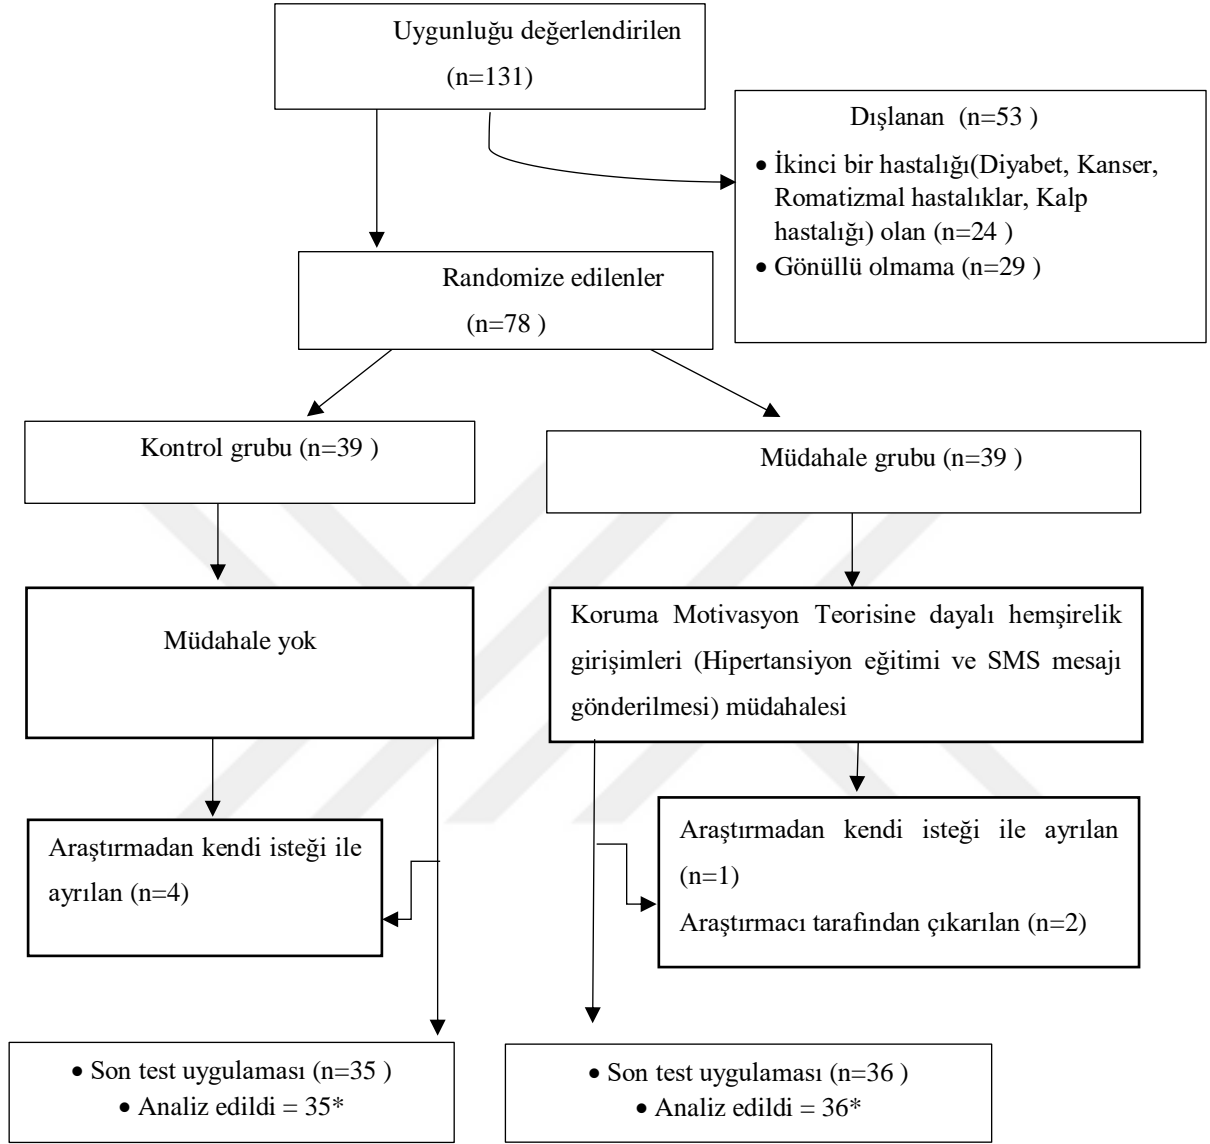 Uygunluğu değerlendirilen
(n=131)
Dışlanan (n=53 )
• İkinci bir hastalığı(Diyabet, Kanser,
Romatizmal hastalıklar, Kalp
hastalığı) olan (n=24 )
• Gönüllü olmama (n=29 )
Randomize edilenler
(n=78 )
Kontrol grubu (n=39 )
Müdahale grubu (n=39 )
Müdahale yok
Koruma Motivasyon Teorisine dayalı hemşirelik
girişimleri (Hipertansiyon eğitimi ve SMS mesajı
gönderilmesi) müdahalesi
Araştırmadan kendi isteği ile
ayrılan (n=4)
Araştırmadan kendi isteği ile ayrılan
(n=1)
Araştırmacı tarafından çıkarılan (n=2)
• Son test uygulaması (n=35 )
• Analiz edildi = 35*
• Son test uygulaması (n=36 )
• Analiz edildi = 36*